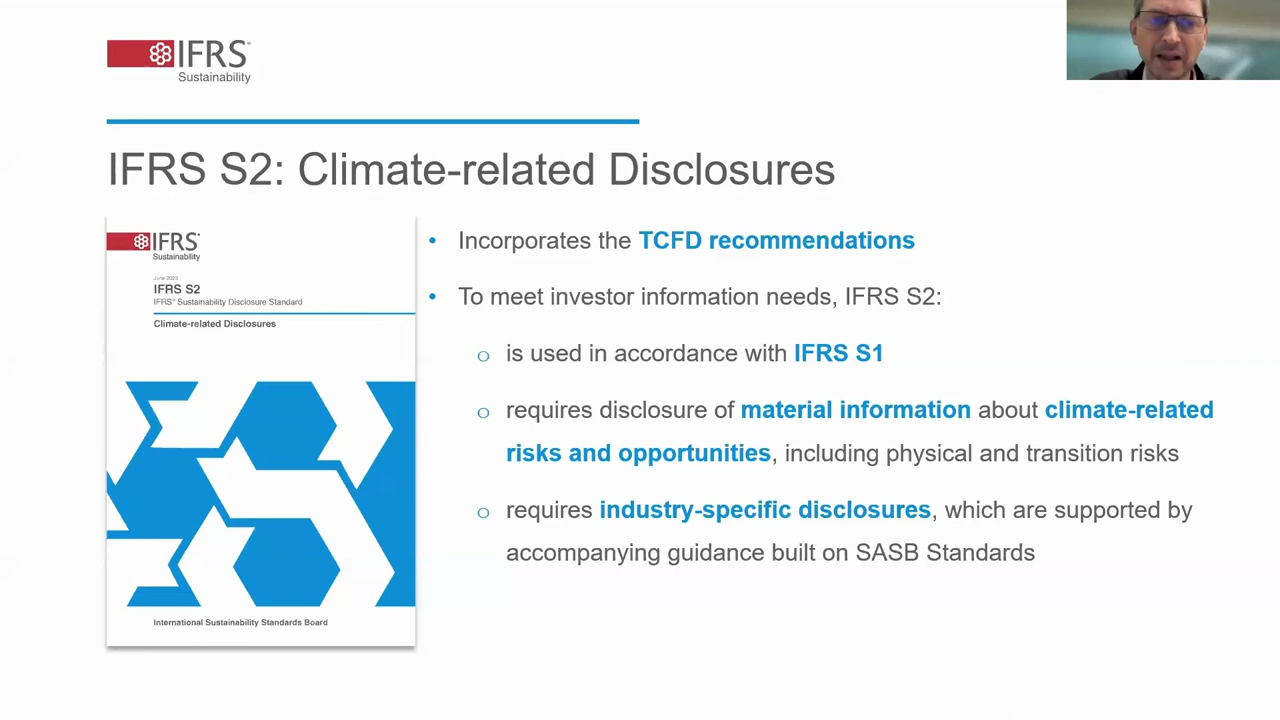 IFRS®
Sustainability
IFRS S2: Climate-related Disclosures
IFRS®
Sustainability
June 2023
IFRS S2
IFRS® Sustainability Disclosure Standard
Climate-related Disclosures
International Sustainability Standards Board
• Incorporates the TCFD recommendations
• To meet investor information needs, IFRS S2:
o is used in accordance with IFRS S1
o requires disclosure of material information about climate-related
risks and opportunities, including physical and transition risks
o requires industry-specific disclosures, which are supported by
accompanying guidance built on SASB Standards